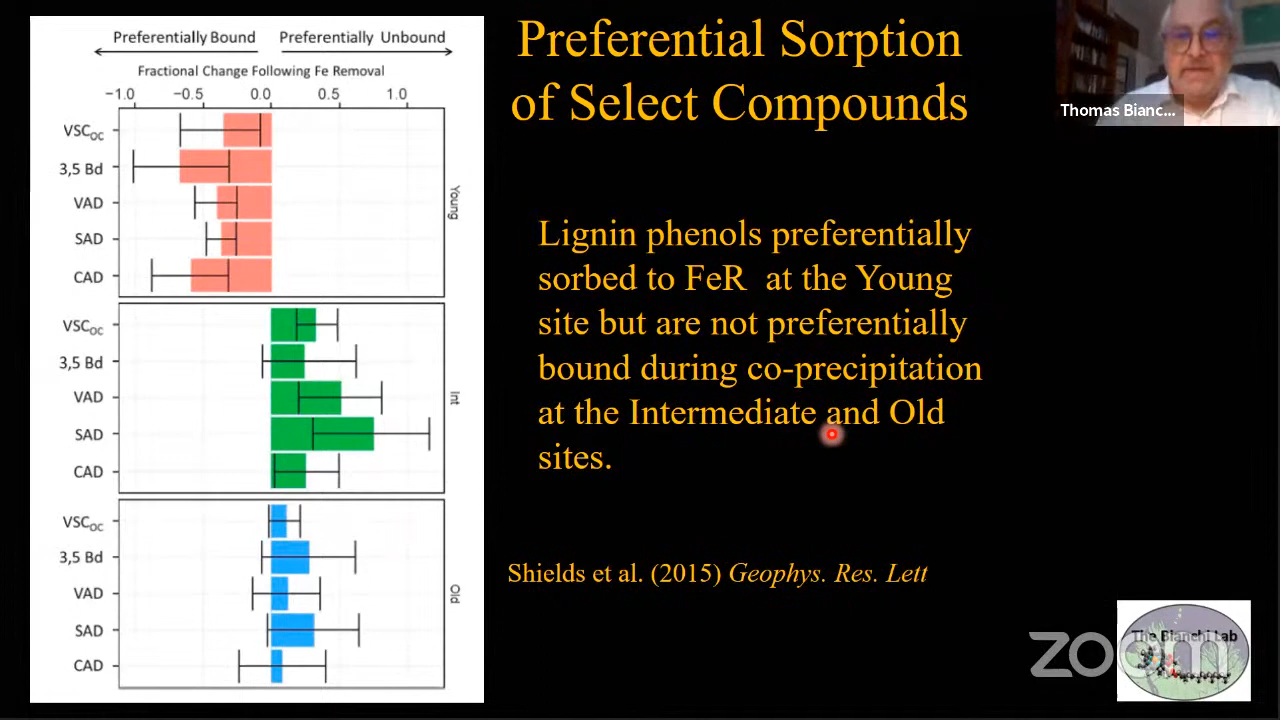 Preferentially Bound Preferentially Unbound
Fractional Change Following Fe Removal
−1.0 −0.5 0.0 0.5 1.0
VSCOC
3,5 Bd
VAD
SAD
CAD
Young
VSCOC
3,5 Bd
VAD
SAD
CAD
Int
VSCOC
3,5 Bd
VAD
SAD
CAD
Old
Preferential Sorption
of Select Compounds
Lignin phenols preferentially
sorbed to FeR at the Young
site but are not preferentially
bound during co-precipitation
at the Intermediate and Old
sites.
Shields et al. (2015) Geophys. Res. Lett
Thomas Bianc...
The Bianchi Lab
zoom